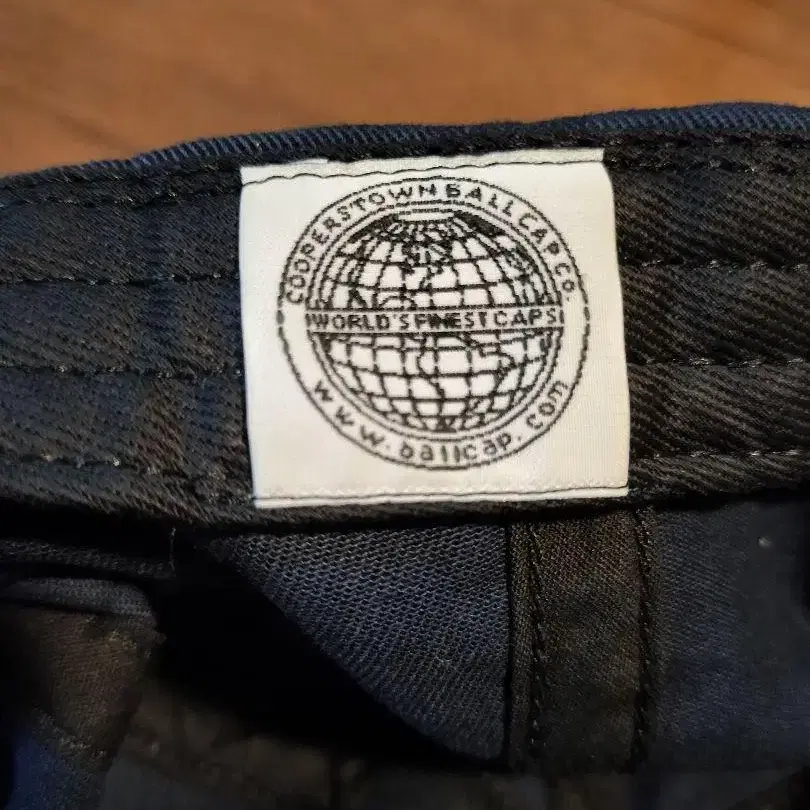 COOPERSTOWN BALL CAP CO.
WORLD'S FINEST CAPS
www.ballcap.com